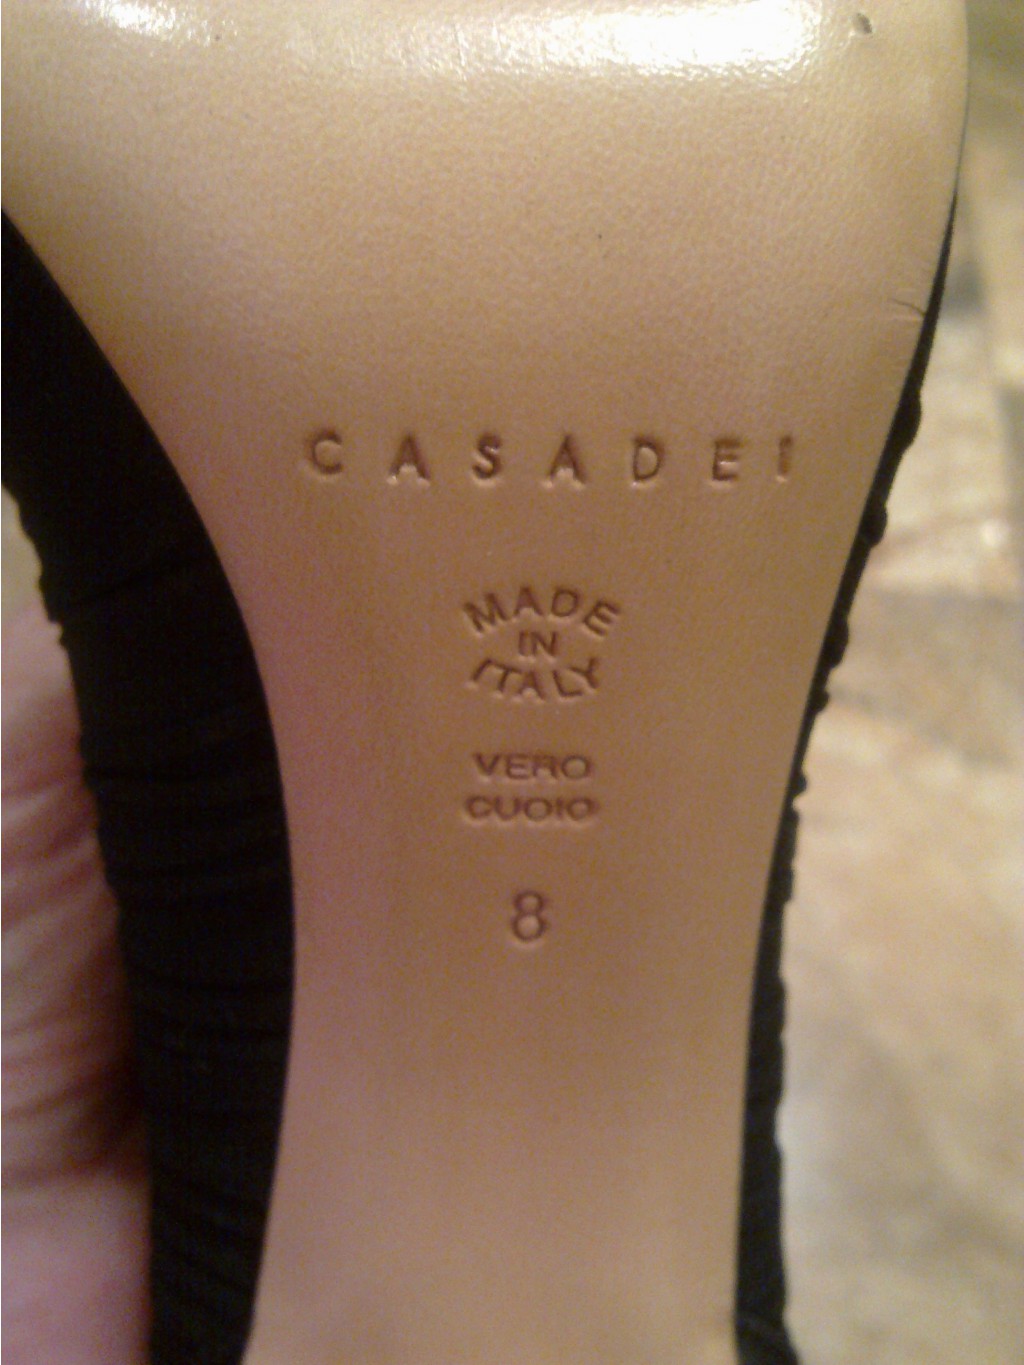 CASADEI
MADE
IN
ITALY
VERO
CUOIO
8